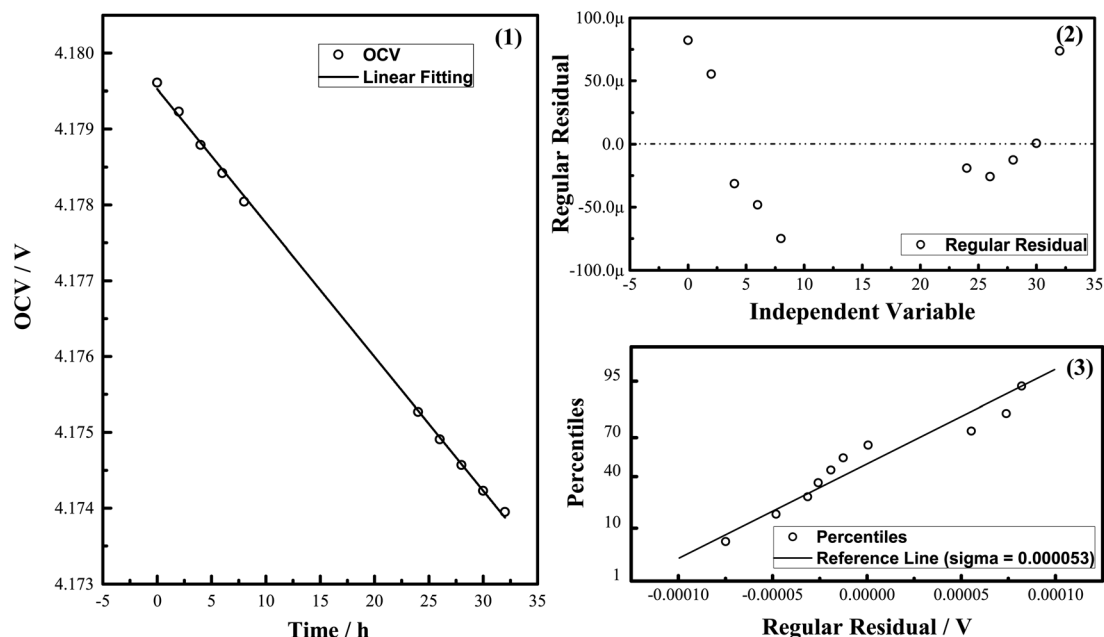 (1)
OCV
Linear Fitting
4.180
4.179
4.178
4.177
4.176
4.175
4.174
4.173
OCV / V
-5 0 5 10 15 20 25 30 35
Time / h
(2)
100.0μ
50.0μ
0.0
-50.0μ
-100.0μ
Regular Residual
Regular Residual
-5 0 5 10 15 20 25 30 35
Independent Variable
(3)
95
70
40
10
1
Percentiles
Percentiles
Reference Line (sigma = 0.000053)
-0.00010 -0.00005 0.00000 0.00005 0.00010
Regular Residual / V